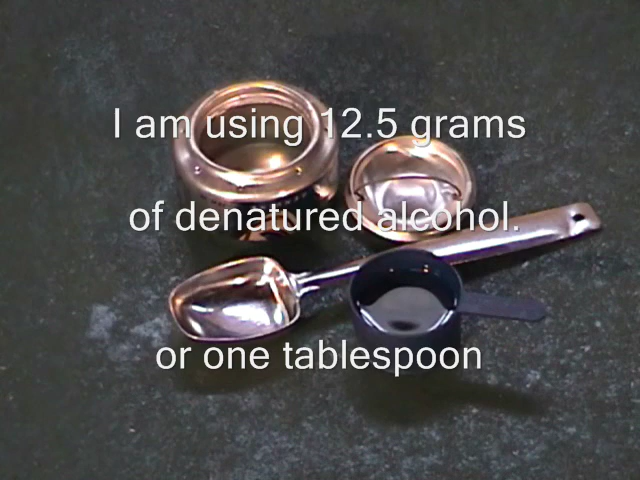 I am using 12.5 grams
of denatured alcohol.
or one tablespoon